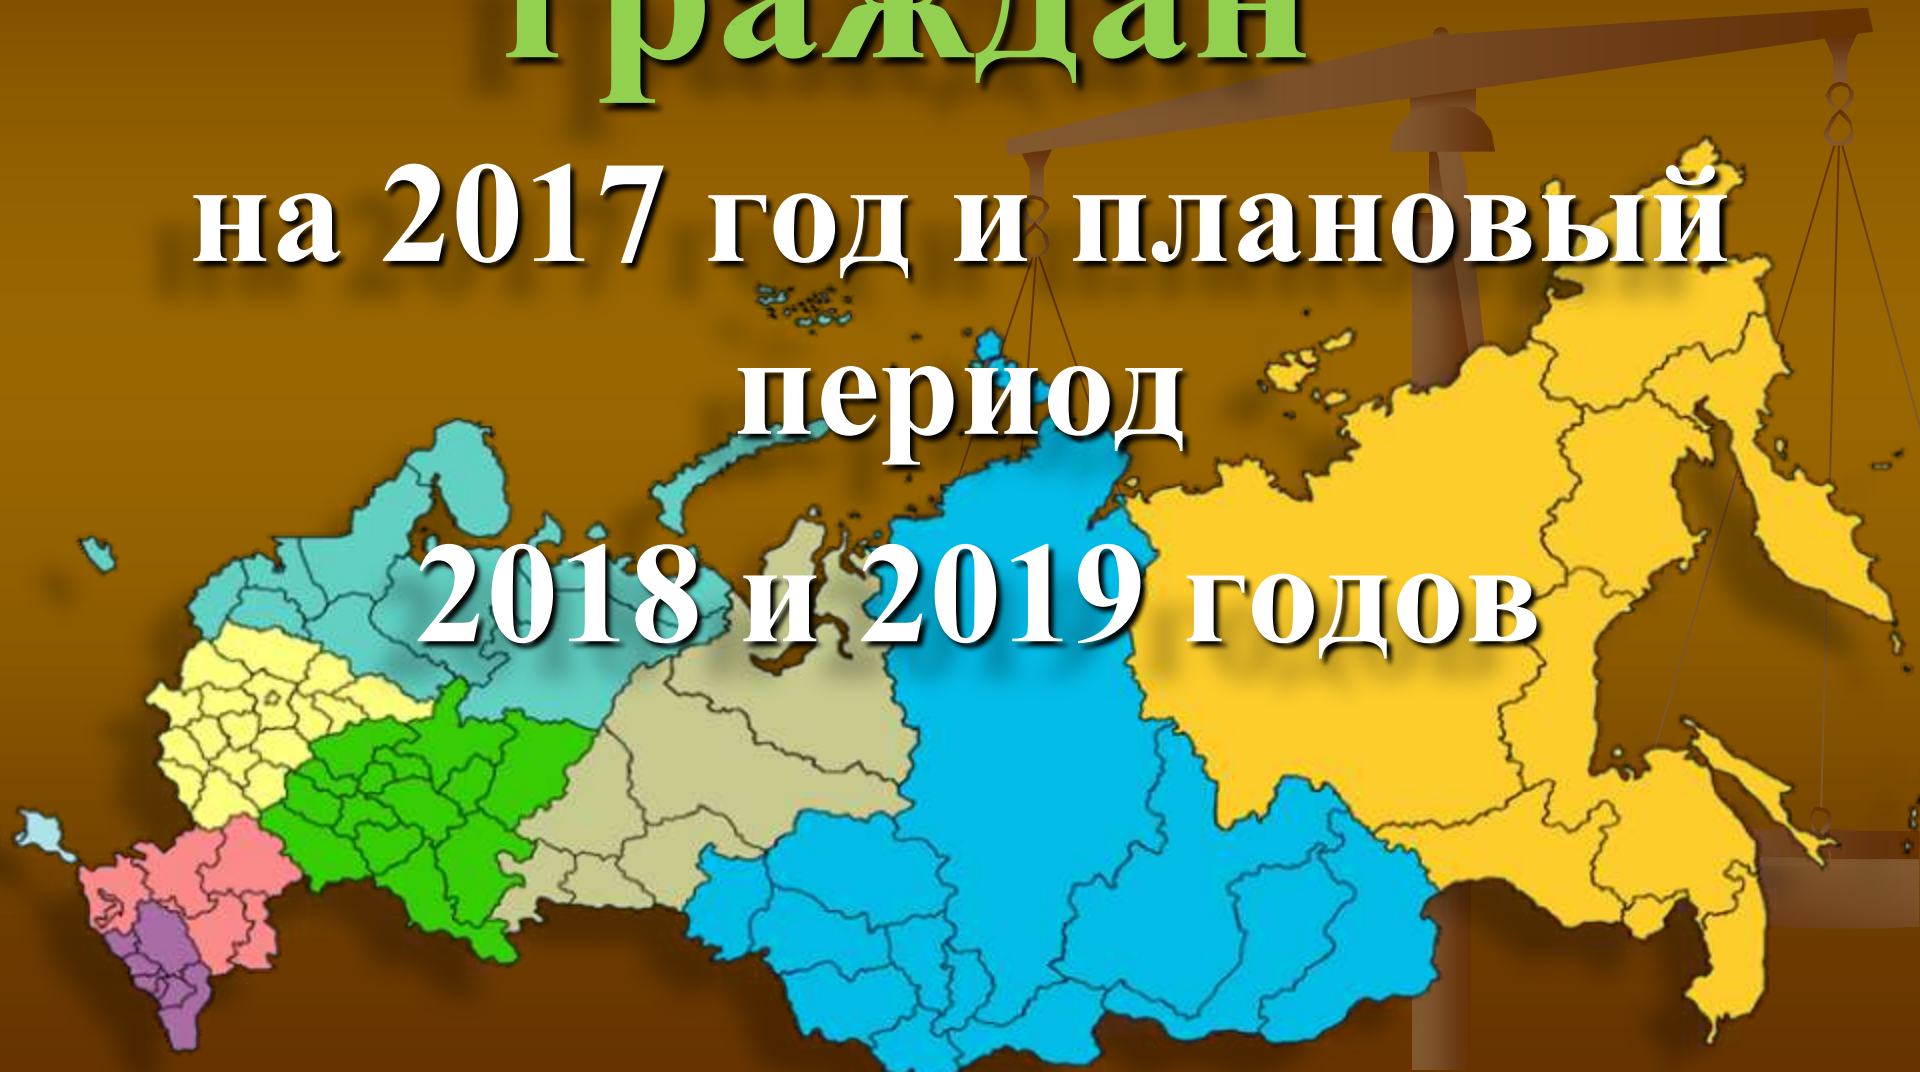 граждан
на 2017 год и плановый
период
2018 и 2019 годов